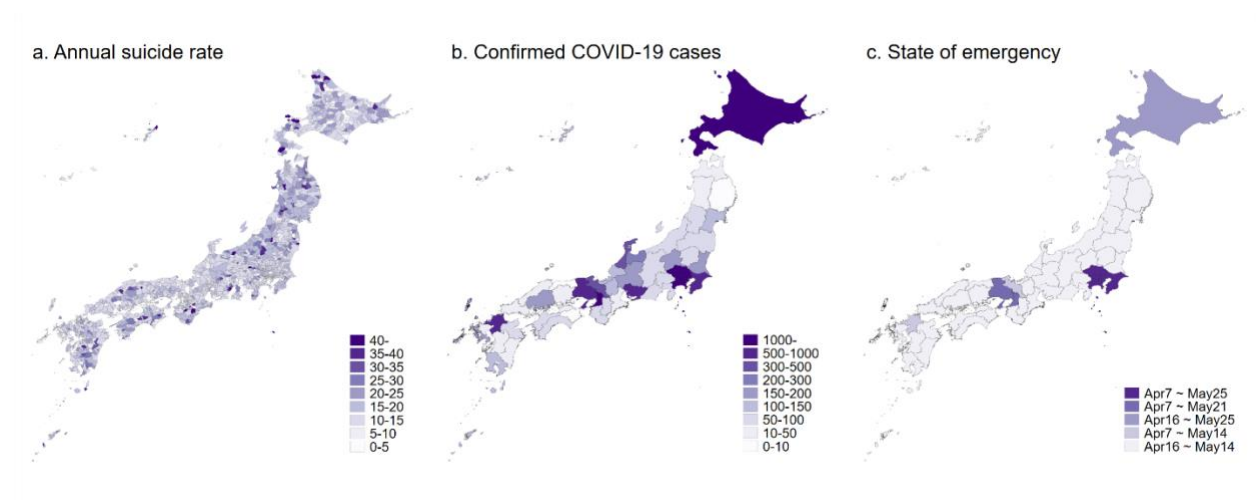 a. Annual suicide rate
b. Confirmed COVID-19 cases
c. State of emergency
40-
35-40
30-35
25-30
20-25
15-20
10-15
5-10
0-5
1000-
500-1000
300-500
200-300
150-200
100-150
50-100
10-50
0-10
Apr7 ~ May25
Apr7 ~ May21
Apr16 ~ May25
Apr7 ~ May14
Apr16 ~ May14